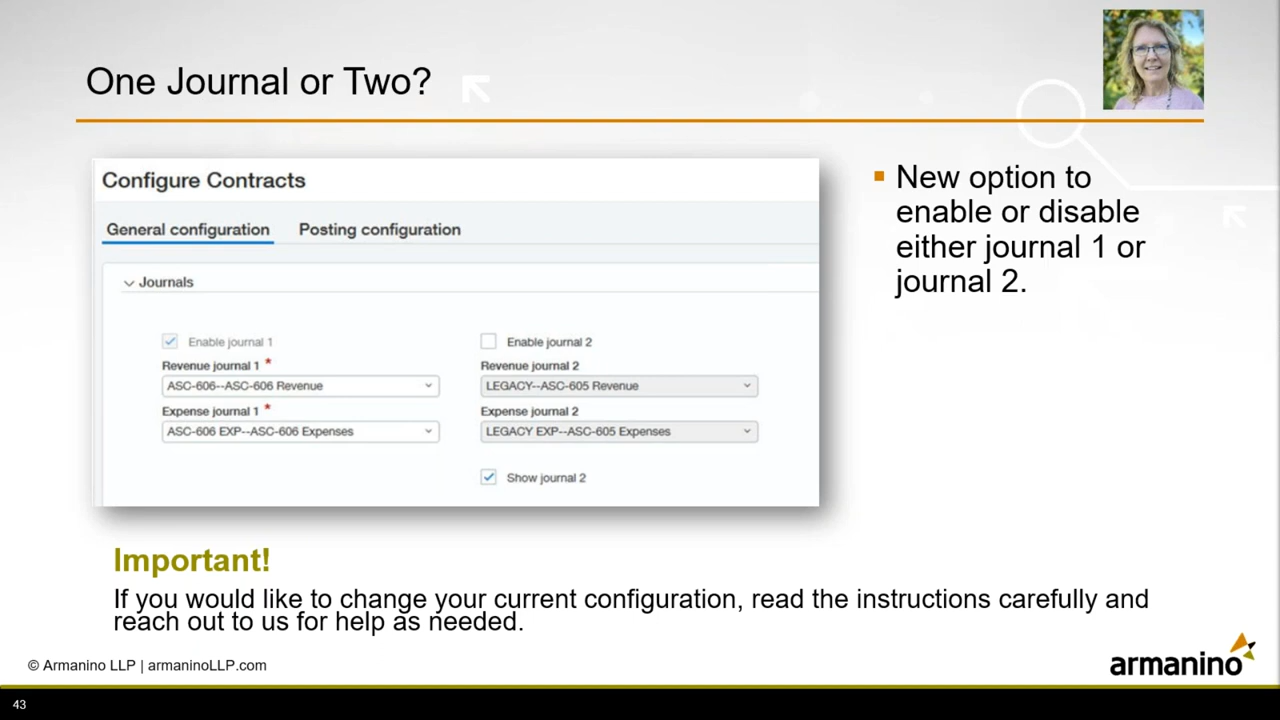 One Journal or Two?
Configure Contracts
General configuration Posting configuration
Journals
Enable journal 1 Enable journal 2
Revenue journal 1 * Revenue journal 2
ASC-606--ASC-606 Revenue LEGACY--ASC-605 Revenue
Expense journal 1 * Expense journal 2
ASC-606 EXP--ASC-606 Expenses LEGACY EXP--ASC-605 Expenses
Show journal 2
New option to
enable or disable
either journal 1 or
journal 2.
Important!
If you would like to change your current configuration, read the instructions carefully and
reach out to us for help as needed.
© Armanino LLP | armaninoLLP.com
armanino
43